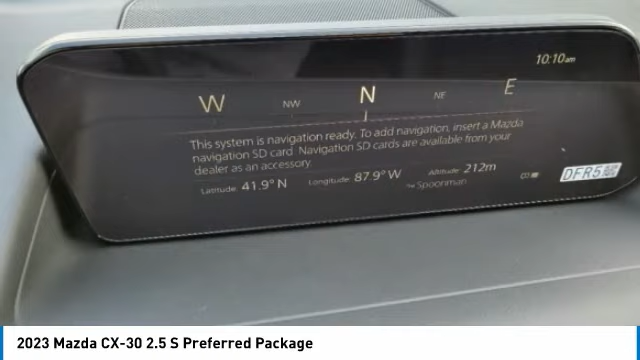 10:10am
W NW N NE E
This system is navigation ready. To add navigation, insert a Mazda
navigation SD card. Navigation SD cards are available from your
dealer as an accessory.
Latitude: 41.9° N Longitude: 87.9° W Altitude: 212m
Spoonman
DFR5
2023 Mazda CX-30 2.5 S Preferred Package